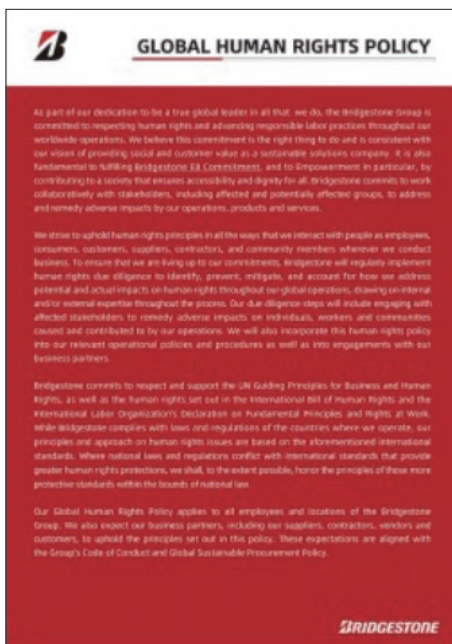 GLOBAL HUMAN RIGHTS POLICY
As part of our dedication to be a true global leader in all that we do, the Bridgestone Group is
committed to respecting human rights and advancing responsible labor practices throughout our
worldwide operations. We believe this commitment is the right thing to do and is consistent with
our vision of providing social and customer value as a sustainable solutions company. It is also
fundamental to fulfilling Bridgestone E8 Commitment, and to Empowerment in particular, by
contributing to a society that ensures accessibility and dignity for all. Bridgestone commits to work
collaboratively with stakeholders, including affected and potentially affected groups, to address
and remedy adverse impacts by our operations, products and services.
We strive to uphold human rights principles in all the ways that we interact with people as employees,
consumers, customers, suppliers, contractors, and community members wherever we conduct
business. To ensure that we are living up to our commitments, Bridgestone will regularly implement
human rights due diligence to identify, prevent, mitigate, and account for how we address
potential and actual impacts on human rights throughout our global operations, drawing on internal
and/or external expertise throughout the process. Our due diligence steps will include engaging with
affected stakeholders to remedy adverse impacts on individuals, workers and communities
caused and contributed to by our operations. We will also incorporate this human rights policy
into our relevant operational policies and procedures as well as into engagements with our
business partners.
Bridgestone commits to respect and support the UN Guiding Principles for Business and Human
Rights, as well as the human rights set out in the International Bill of Human Rights and the
International Labor Organization's Declaration on Fundamental Principles and Rights at Work.
While Bridgestone complies with laws and regulations of the countries where we operate, our
principles and approach on human rights issues are based on the aforementioned international
standards. Where national laws and regulations conflict with international standards that provide
greater human rights protections, we shall, to the extent possible, honor the principles of those more
protective standards within the bounds of national law.
Our Global Human Rights Policy applies to all employees and locations of the Bridgestone
Group. We also expect our business partners, including our suppliers, contractors, vendors and
customers, to uphold the principles set out in this policy. These expectations are aligned with
the Group's Code of Conduct and Global Sustainable Procurement Policy.
BRIDGESTONE